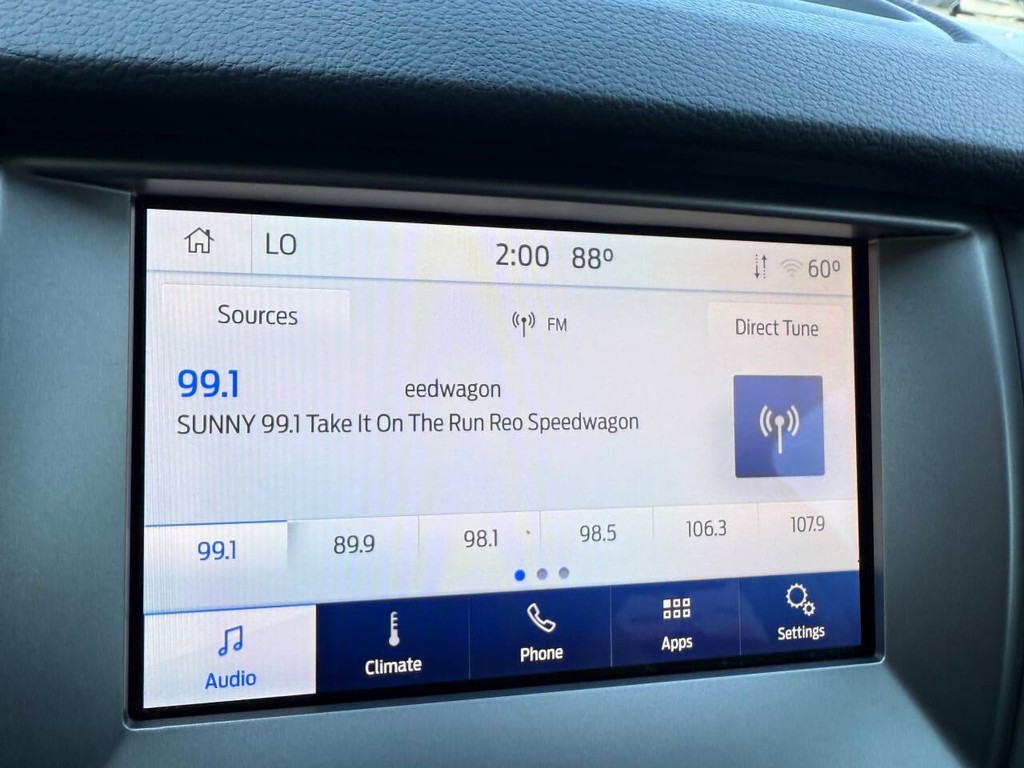 LO 2:00 88° 60°
Sources FM Direct Tune
99.1 eedwagon
SUNNY 99.1 Take It On The Run Reo Speedwagon
99.1 89.9 98.1 98.5 106.3 107.9
Audio Climate Phone Apps Settings